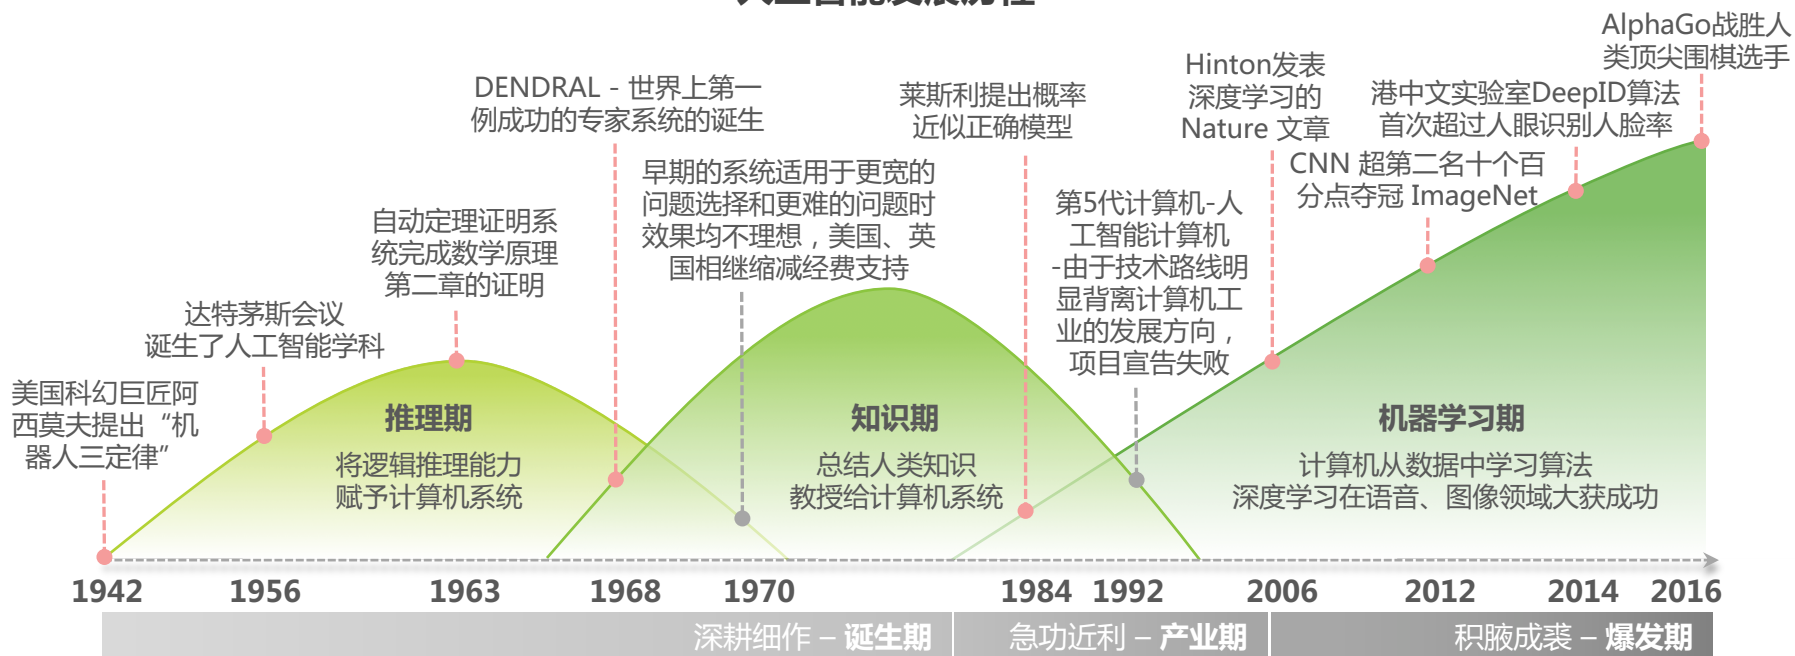 人工智能发展历程
AlphaGo战胜人
类顶尖围棋选手
Hinton发表
深度学习的
Nature 文章
港中文实验室DeepID算法
首次超过人眼识别人脸率
DENDRAL - 世界上第一
例成功的专家系统的诞生
莱斯利提出概率
近似正确模型
CNN 超第二名十个百
分点夺冠 ImageNet
早期的系统适用于更宽的
问题选择和更难的问题时
效果均不理想，美国、英
国相继缩减经费支持
第5代计算机-人
工智能计算机
-由于技术路线明
显背离计算机工
业的发展方向，
项目宣告失败
自动定理证明系
统完成数学原理
第二章的证明
达特茅斯会议
诞生了人工智能学科
美国科幻巨匠阿
西莫夫提出“机
器人三定律”
推理期
将逻辑推理能力
赋予计算机系统
知识期
总结人类知识
教授给计算机系统
机器学习期
计算机从数据中学习算法
深度学习在语音、图像领域大获成功
1942 1956 1963 1968 1970 1984 1992 2006 2012 2014 2016
深耕细作 – 诞生期 急功近利 – 产业期 积腋成裘 – 爆发期